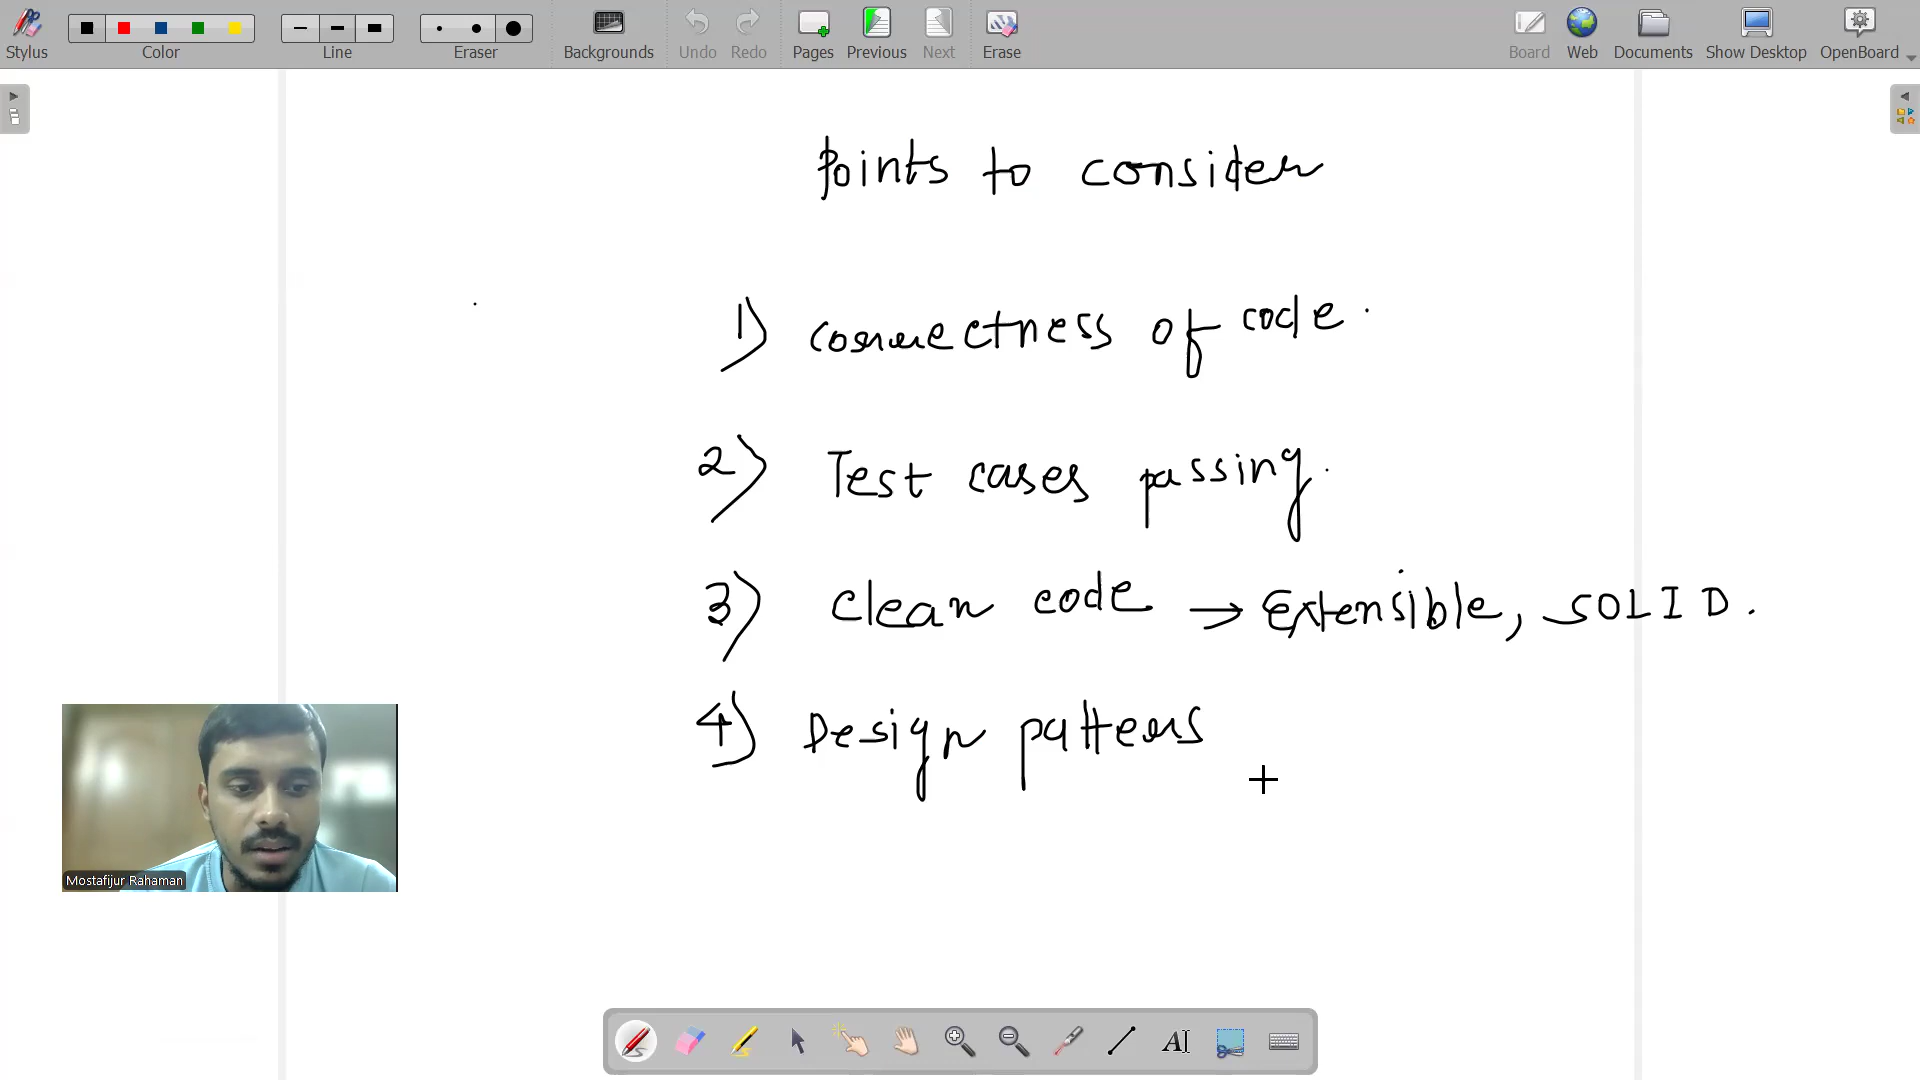 Stylus
Color
Line
Eraser
Backgrounds
Undo
Redo
Pages
Previous
Next
Erase
Board
Web
Documents
Show Desktop
OpenBoard
Points to consider
1) correctness of code.
2) Test cases passing.
3) clean code → Extensible, SOLID.
4) Design patterns
Mostafijur Rahaman
AI